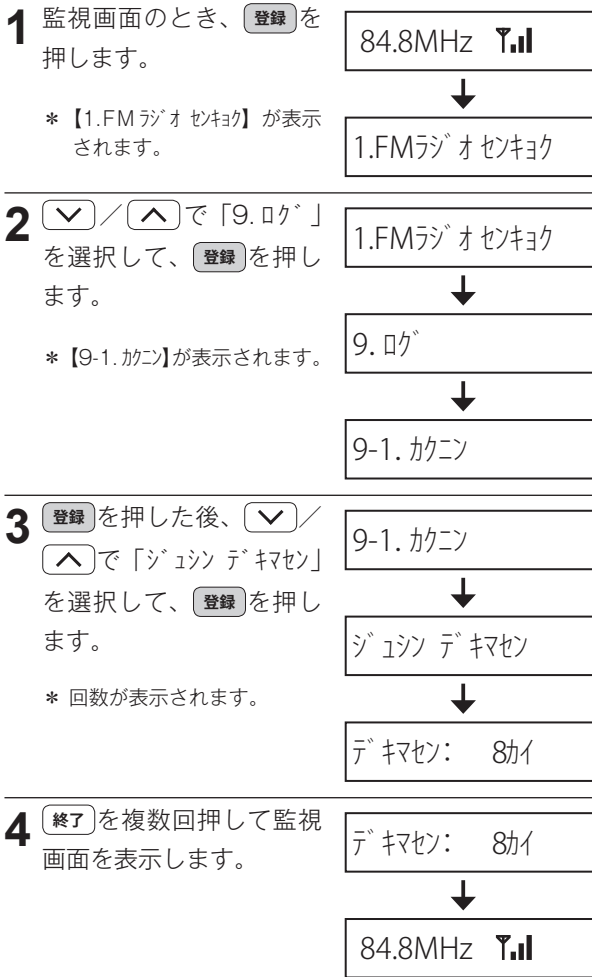 1 監視画面のとき、登録を
押します。
* 【1.FMﾗｼﾞｵ ｾﾝｷｮｸ】が表示
されます。
84.8MHz
1.FMﾗｼﾞｵ ｾﾝｷｮｸ
2 ／で「9. ﾛｸﾞ」
を選択して、登録を押し
ます。
* 【9-1. ｶｸﾆﾝ】が表示されます。
1.FMﾗｼﾞｵ ｾﾝｷｮｸ
9. ﾛｸﾞ
9-1. ｶｸﾆﾝ
3 登録を押した後、／
で「ｼﾞｭｼﾝ ﾃﾞｷﾏｾﾝ」
を選択して、登録を押し
ます。
* 回数が表示されます。
9-1. ｶｸﾆﾝ
ｼﾞｭｼﾝ ﾃﾞｷﾏｾﾝ
ﾃﾞｷﾏｾﾝ: 8ｶｲ
4 終了を複数回押して監視
画面を表示します。
ﾃﾞｷﾏｾﾝ: 8ｶｲ
84.8MHz